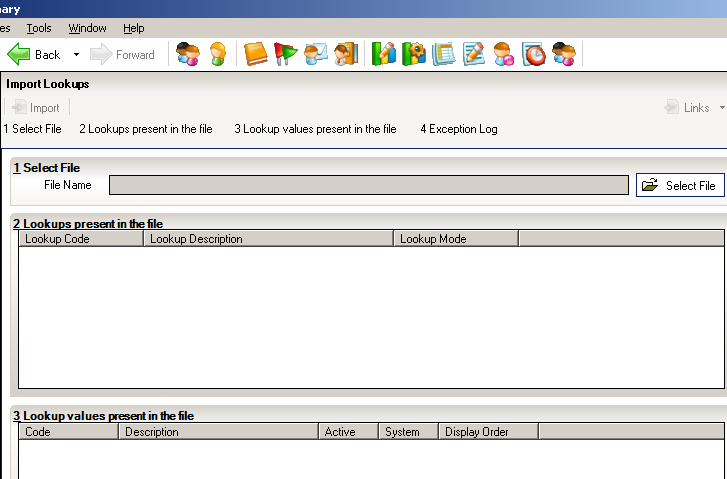 ary
es Tools Window Help
Back Forward
Import Lookups
Import Links
1 Select File 2 Lookups present in the file 3 Lookup values present in the file 4 Exception Log
1 Select File
File Name Select File
2 Lookups present in the file
Lookup Code Lookup Description Lookup Mode
3 Lookup values present in the file
Code Description Active System Display Order